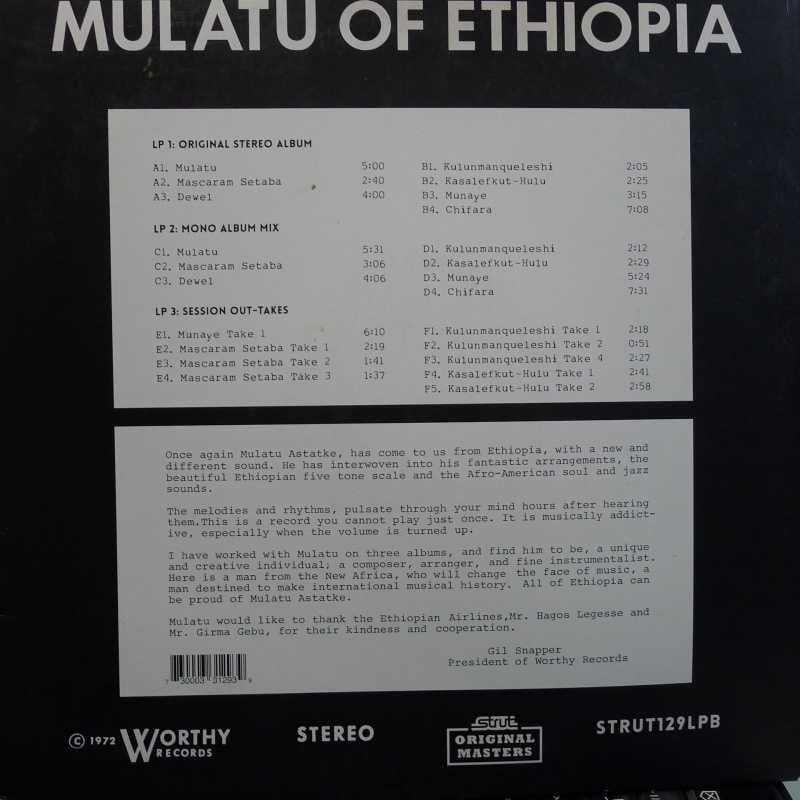 MULATU OF ETHIOPIA
LP 1: ORIGINAL STEREO ALBUM
A1. Mulatu 5:00
A2. Mascaram Setaba 2:40
A3. Dewel 4:00
B1. Kulunmanqueleshi 2:05
B2. Kasalefkut-Hulu 2:25
B3. Munaye 3:15
B4. Chifara 7:08
LP 2: MONO ALBUM MIX
C1. Mulatu 5:31
C2. Mascaram Setaba 3:06
C3. Dewel 4:06
D1. Kulunmanqueleshi 2:12
D2. Kasalefkut-Hulu 2:29
D3. Munaye 5:24
D4. Chifara 7:31
LP 3: SESSION OUT-TAKES
E1. Munaye Take 1 6:10
E2. Mascaram Setaba Take 1 2:19
E3. Mascaram Setaba Take 2 1:41
E4. Mascaram Setaba Take 3 1:37
F1. Kulunmanqueleshi Take 1 2:18
F2. Kulunmanqueleshi Take 2 0:51
F3. Kulunmanqueleshi Take 4 2:27
F4. Kasalefkut-Hulu Take 1 2:41
F5. Kasalefkut-Hulu Take 2 2:58
Once again Mulatu Astatke, has come to us from Ethiopia, with a new and
different sound. He has interwoven into his fantastic arrangements, the
beautiful Ethiopian five tone scale and the Afro-American soul and jazz
sounds.
The melodies and rhythms, pulsate through your mind hours after hearing
them.This is a record you cannot play just once. It is musically addict-
ive, especially when the volume is turned up.
I have worked with Mulatu on three albums, and find him to be, a unique
and creative individual; a composer, arranger, and fine instrumentalist.
Here is a man from the New Africa, who will change the face of music, a
man destined to make international musical history. All of Ethiopia can
be proud of Mulatu Astatke.
Mulatu would like to thank the Ethiopian Airlines,Mr. Hagos Legesse and
Mr. Girma Gebu, for their kindness and cooperation.
Gil Snapper
President of Worthy Records
7 30003 31293 9
© 1972 WORTHY RECORDS
STEREO
Strut
ORIGINAL
MASTERS
STRUT129LPB